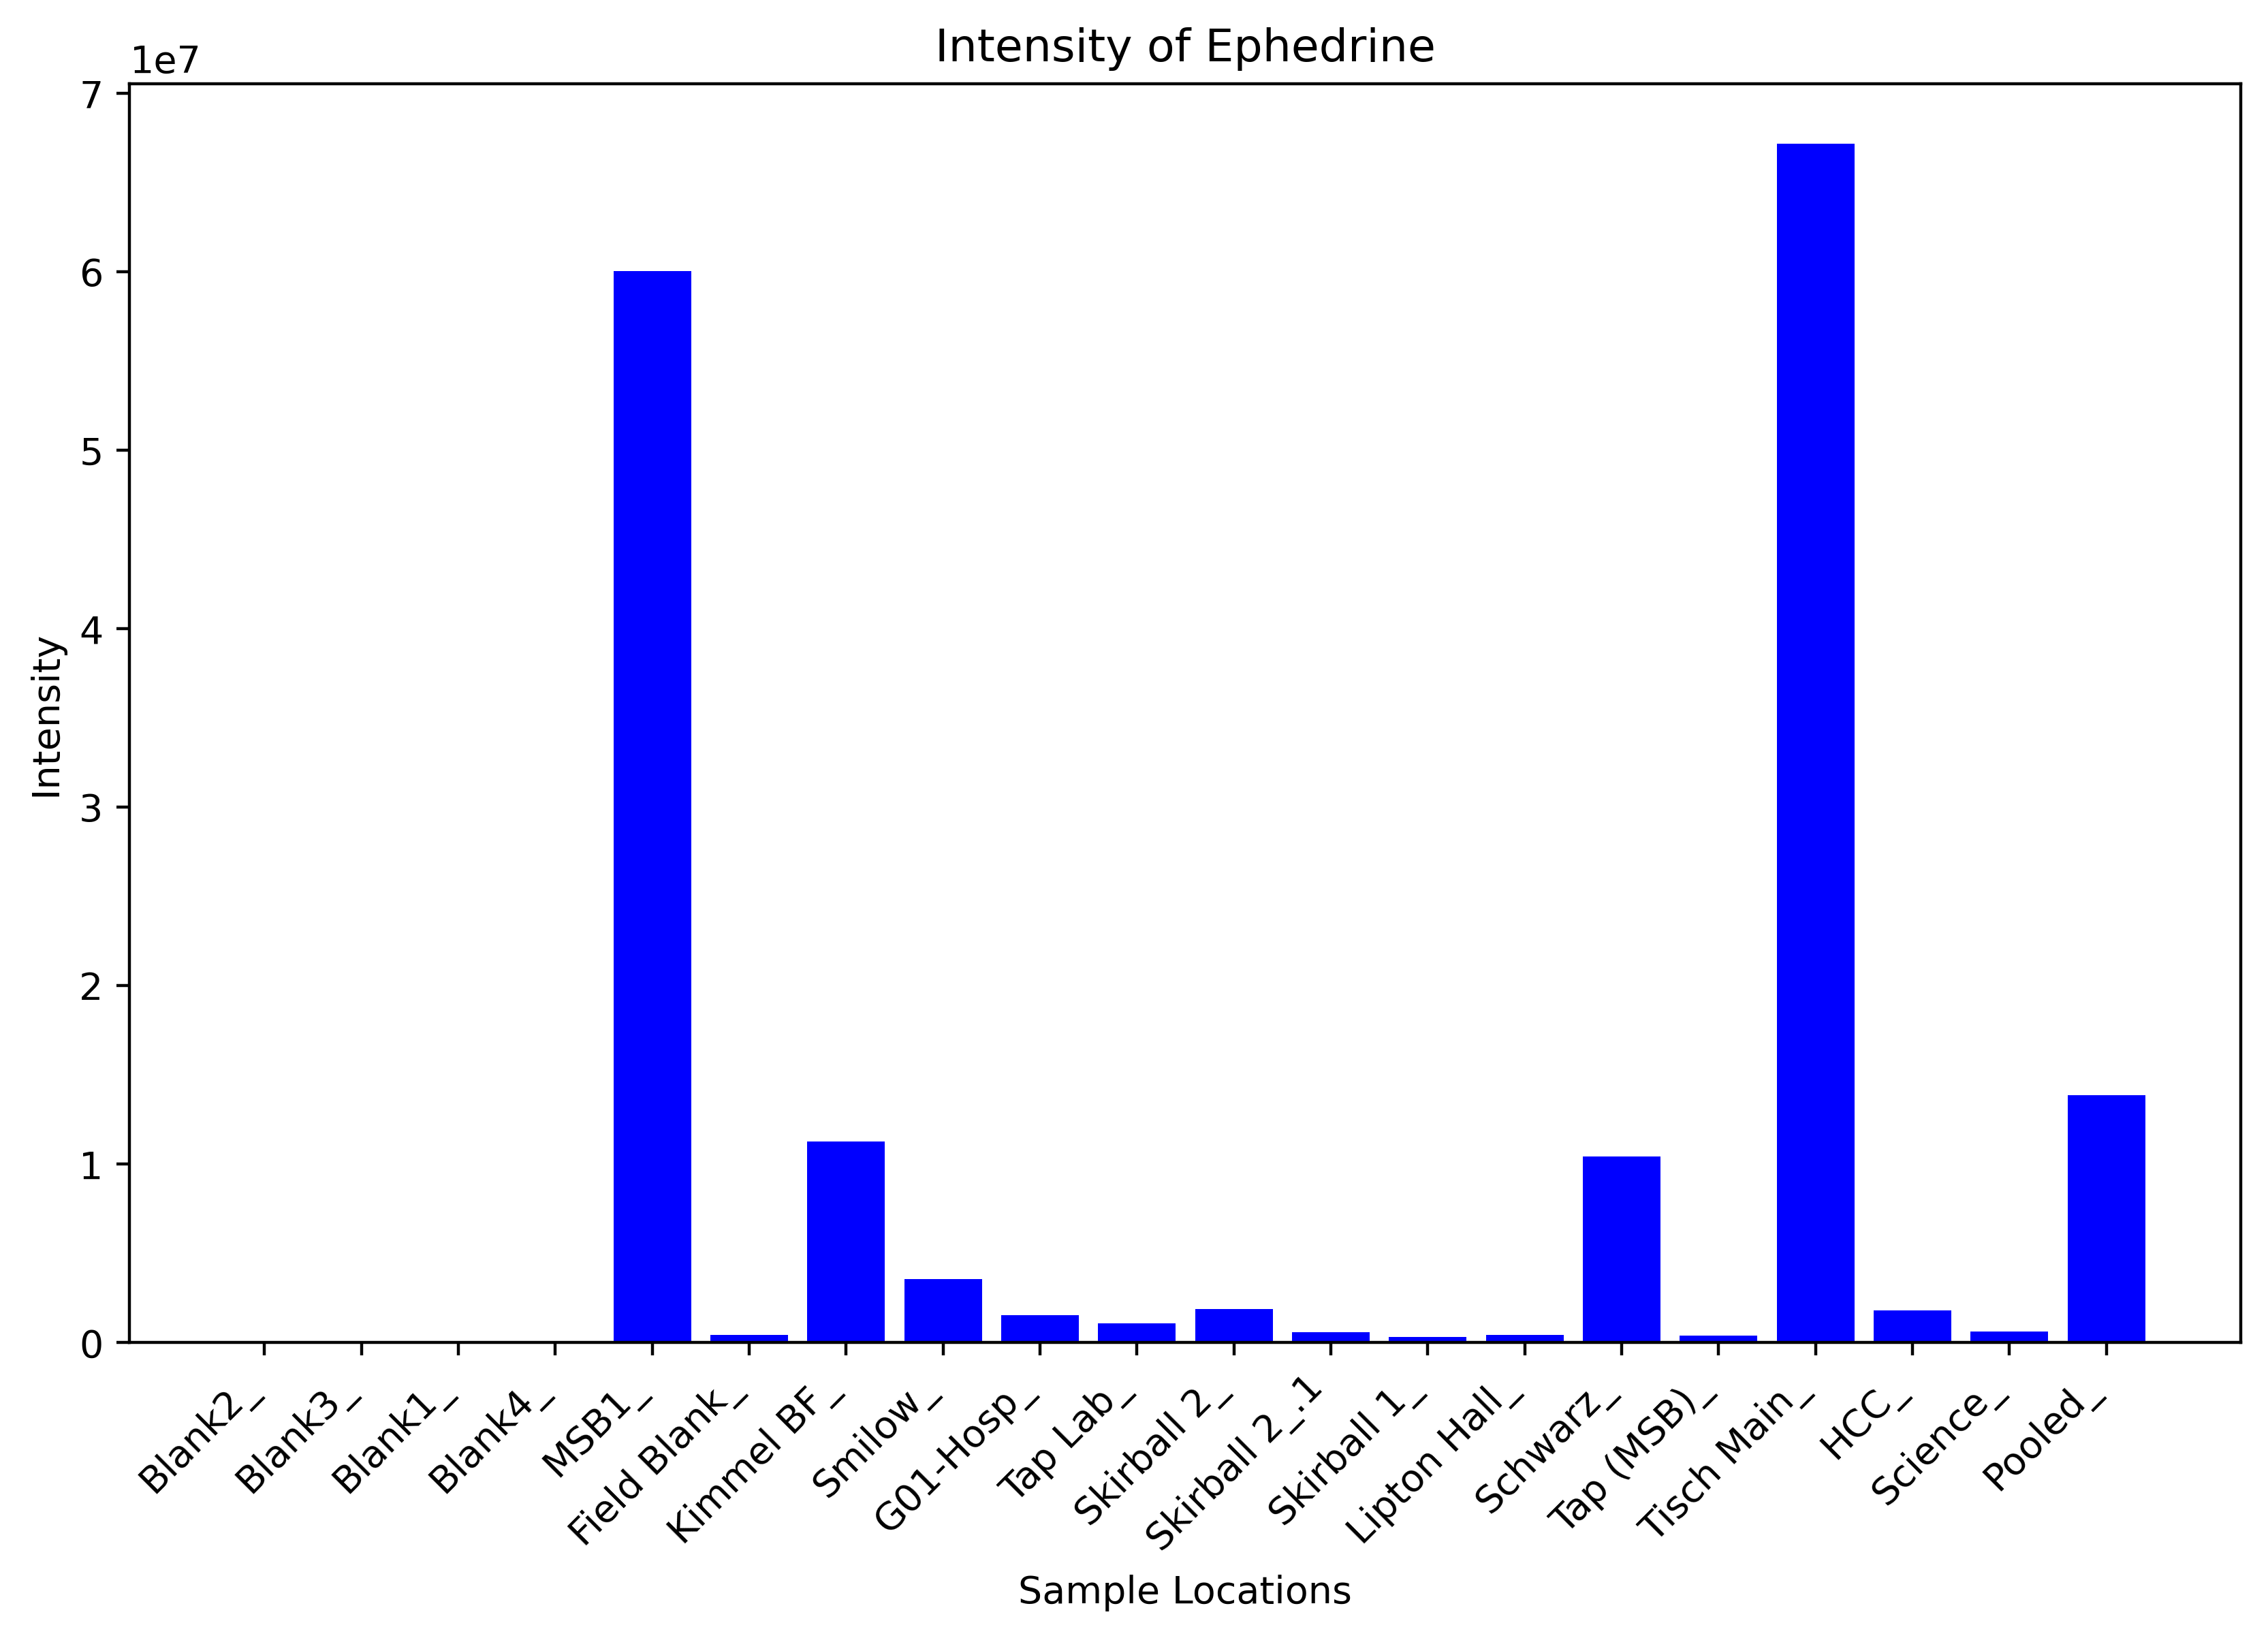 Intensity of Ephedrine
1e7
7
6
5
4
3
2
1
0
Intensity
Blank2_
Blank3_
Blank1_
Blank4_
MSB1_
Field Blank_
Kimmel BF_
Smilow_
G01-Hosp_
Tap Lab_
Skirball 2_
Skirball 2_.1
Skirball 1_
Lipton Hall_
Schwarz_
Tap (MSB)_
Tisch Main_
HCC_
Science_
Pooled_
Sample Locations